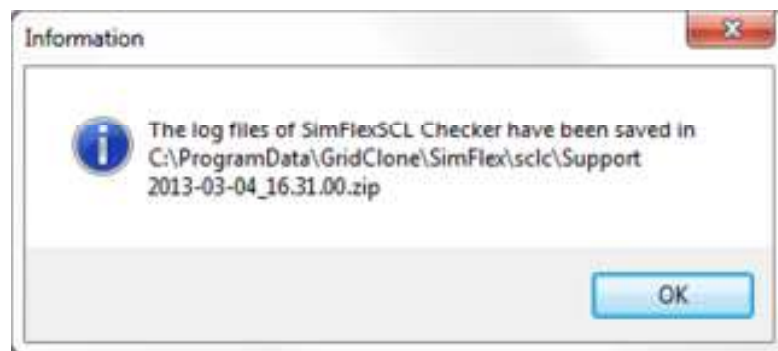 Information
The log files of SimFlexSCL Checker have been saved in
C:\ProgramData\GridClone\SimFlex\sclc\Support
2013-03-04_16.31.00.zip
OK